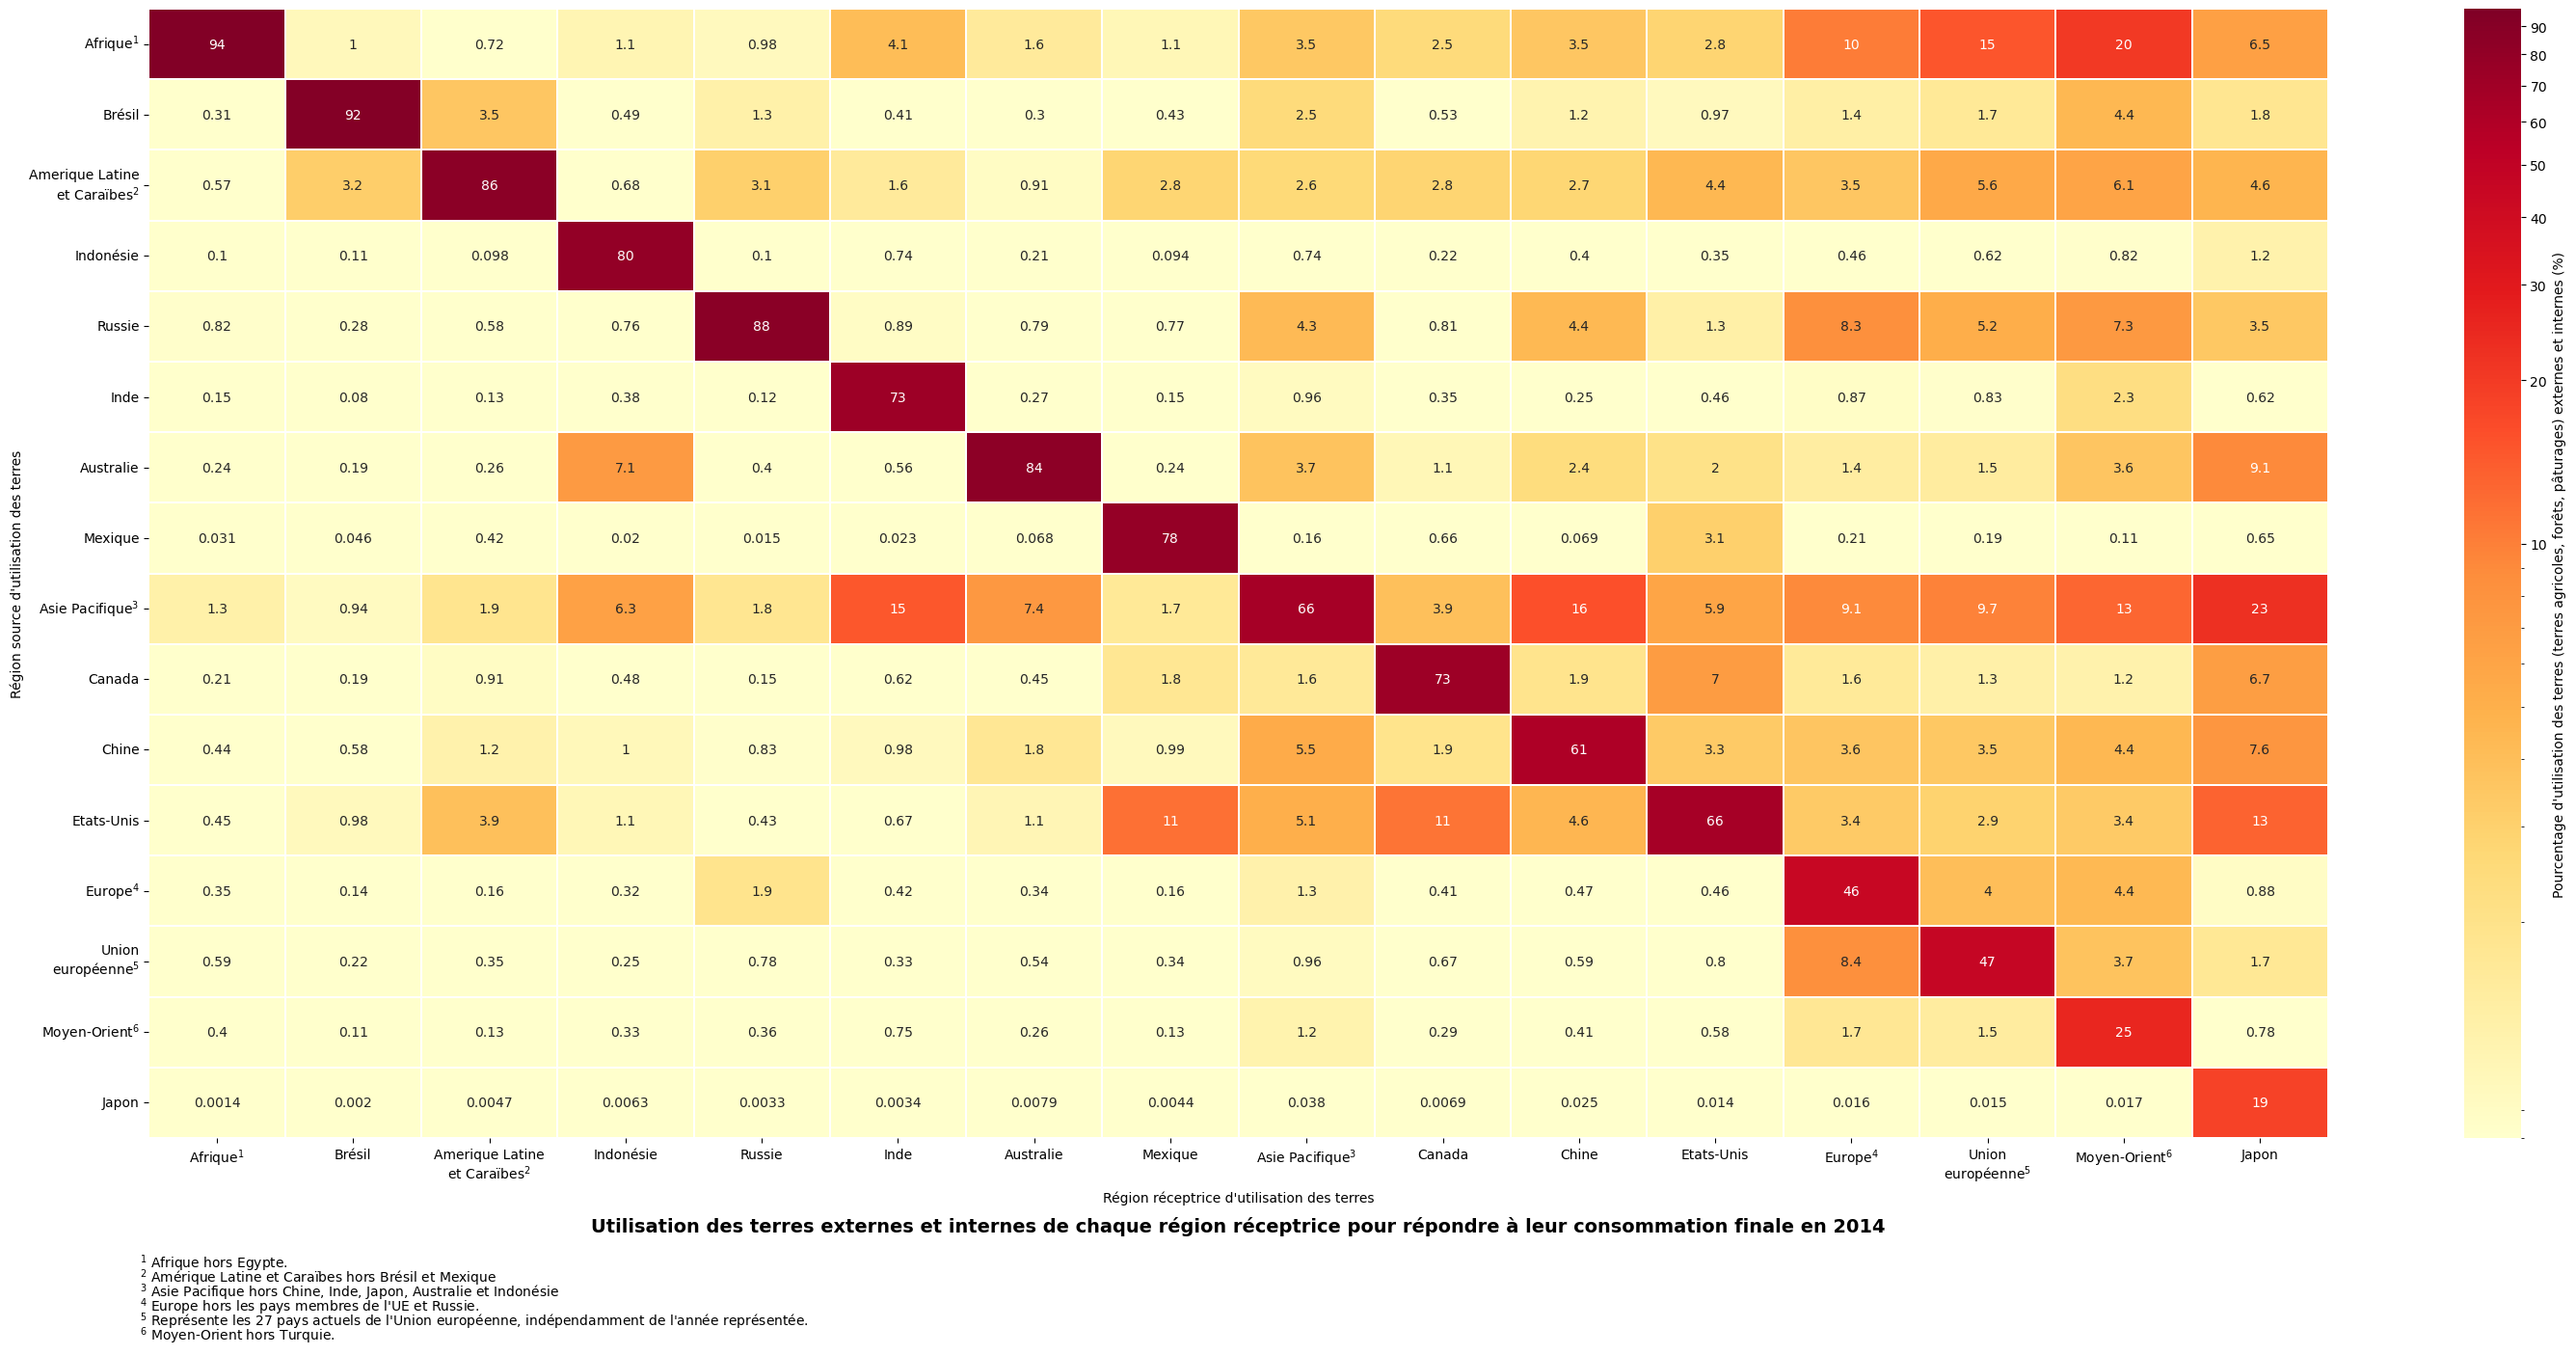 Afrique¹ 94 1 0.72 1.1 0.98 4.1 1.6 1.1 3.5 2.5 3.5 2.8 10 15 20 6.5
Brésil 0.31 92 3.5 0.49 1.3 0.41 0.3 0.43 2.5 0.53 1.2 0.97 1.4 1.7 4.4 1.8
Amerique Latine
et Caraïbes² 0.57 3.2 86 0.68 3.1 1.6 0.91 2.8 2.6 2.8 2.7 4.4 3.5 5.6 6.1 4.6
Indonésie 0.1 0.11 0.098 80 0.1 0.74 0.21 0.094 0.74 0.22 0.4 0.35 0.46 0.62 0.82 1.2
Russie 0.82 0.28 0.58 0.76 88 0.89 0.79 0.77 4.3 0.81 4.4 1.3 8.3 5.2 7.3 3.5
Inde 0.15 0.08 0.13 0.38 0.12 73 0.27 0.15 0.96 0.35 0.25 0.46 0.87 0.83 2.3 0.62
Australie 0.24 0.19 0.26 7.1 0.4 0.56 84 0.24 3.7 1.1 2.4 2 1.4 1.5 3.6 9.1
Mexique 0.031 0.046 0.42 0.02 0.015 0.023 0.068 78 0.16 0.66 0.069 3.1 0.21 0.19 0.11 0.65
Asie Pacifique³ 1.3 0.94 1.9 6.3 1.8 15 7.4 1.7 66 3.9 16 5.9 9.1 9.7 13 23
Canada 0.21 0.19 0.91 0.48 0.15 0.62 0.45 1.8 1.6 73 1.9 7 1.6 1.3 1.2 6.7
Chine 0.44 0.58 1.2 1 0.83 0.98 1.8 0.99 5.5 1.9 61 3.3 3.6 3.5 4.4 7.6
Etats-Unis 0.45 0.98 3.9 1.1 0.43 0.67 1.1 11 5.1 11 4.6 66 3.4 2.9 3.4 13
Europe⁴ 0.35 0.14 0.16 0.32 1.9 0.42 0.34 0.16 1.3 0.41 0.47 0.46 46 4 4.4 0.88
Union
européenne⁵ 0.59 0.22 0.35 0.25 0.78 0.33 0.54 0.34 0.96 0.67 0.59 0.8 8.4 47 3.7 1.7
Moyen-Orient⁶ 0.4 0.11 0.13 0.33 0.36 0.75 0.26 0.13 1.2 0.29 0.41 0.58 1.7 1.5 25 0.78
Japon 0.0014 0.002 0.0047 0.0063 0.0033 0.0034 0.0079 0.0044 0.038 0.0069 0.025 0.014 0.016 0.015 0.017 19
Région source d'utilisation des terres
Afrique¹ Brésil Amerique Latine Indonésie Russie Inde Australie Mexique Asie Pacifique³ Canada Chine Etats-Unis Europe⁴ Union Moyen-Orient⁶ Japon
et Caraïbes² européenne⁵
Région réceptrice d'utilisation des terres
90
80
70
60
50
40
30
20
10
Pourcentage d'utilisation des terres (terres agricoles, forêts, pâturages) externes et internes (%)
Utilisation des terres externes et internes de chaque région réceptrice pour répondre à leur consommation finale en 2014
¹ Afrique hors Egypte.
² Amérique Latine et Caraïbes hors Brésil et Mexique
³ Asie Pacifique hors Chine, Inde, Japon, Australie et Indonésie
⁴ Europe hors les pays membres de l'UE et Russie.
⁵ Représente les 27 pays actuels de l'Union européenne, indépendamment de l'année représentée.
⁶ Moyen-Orient hors Turquie.